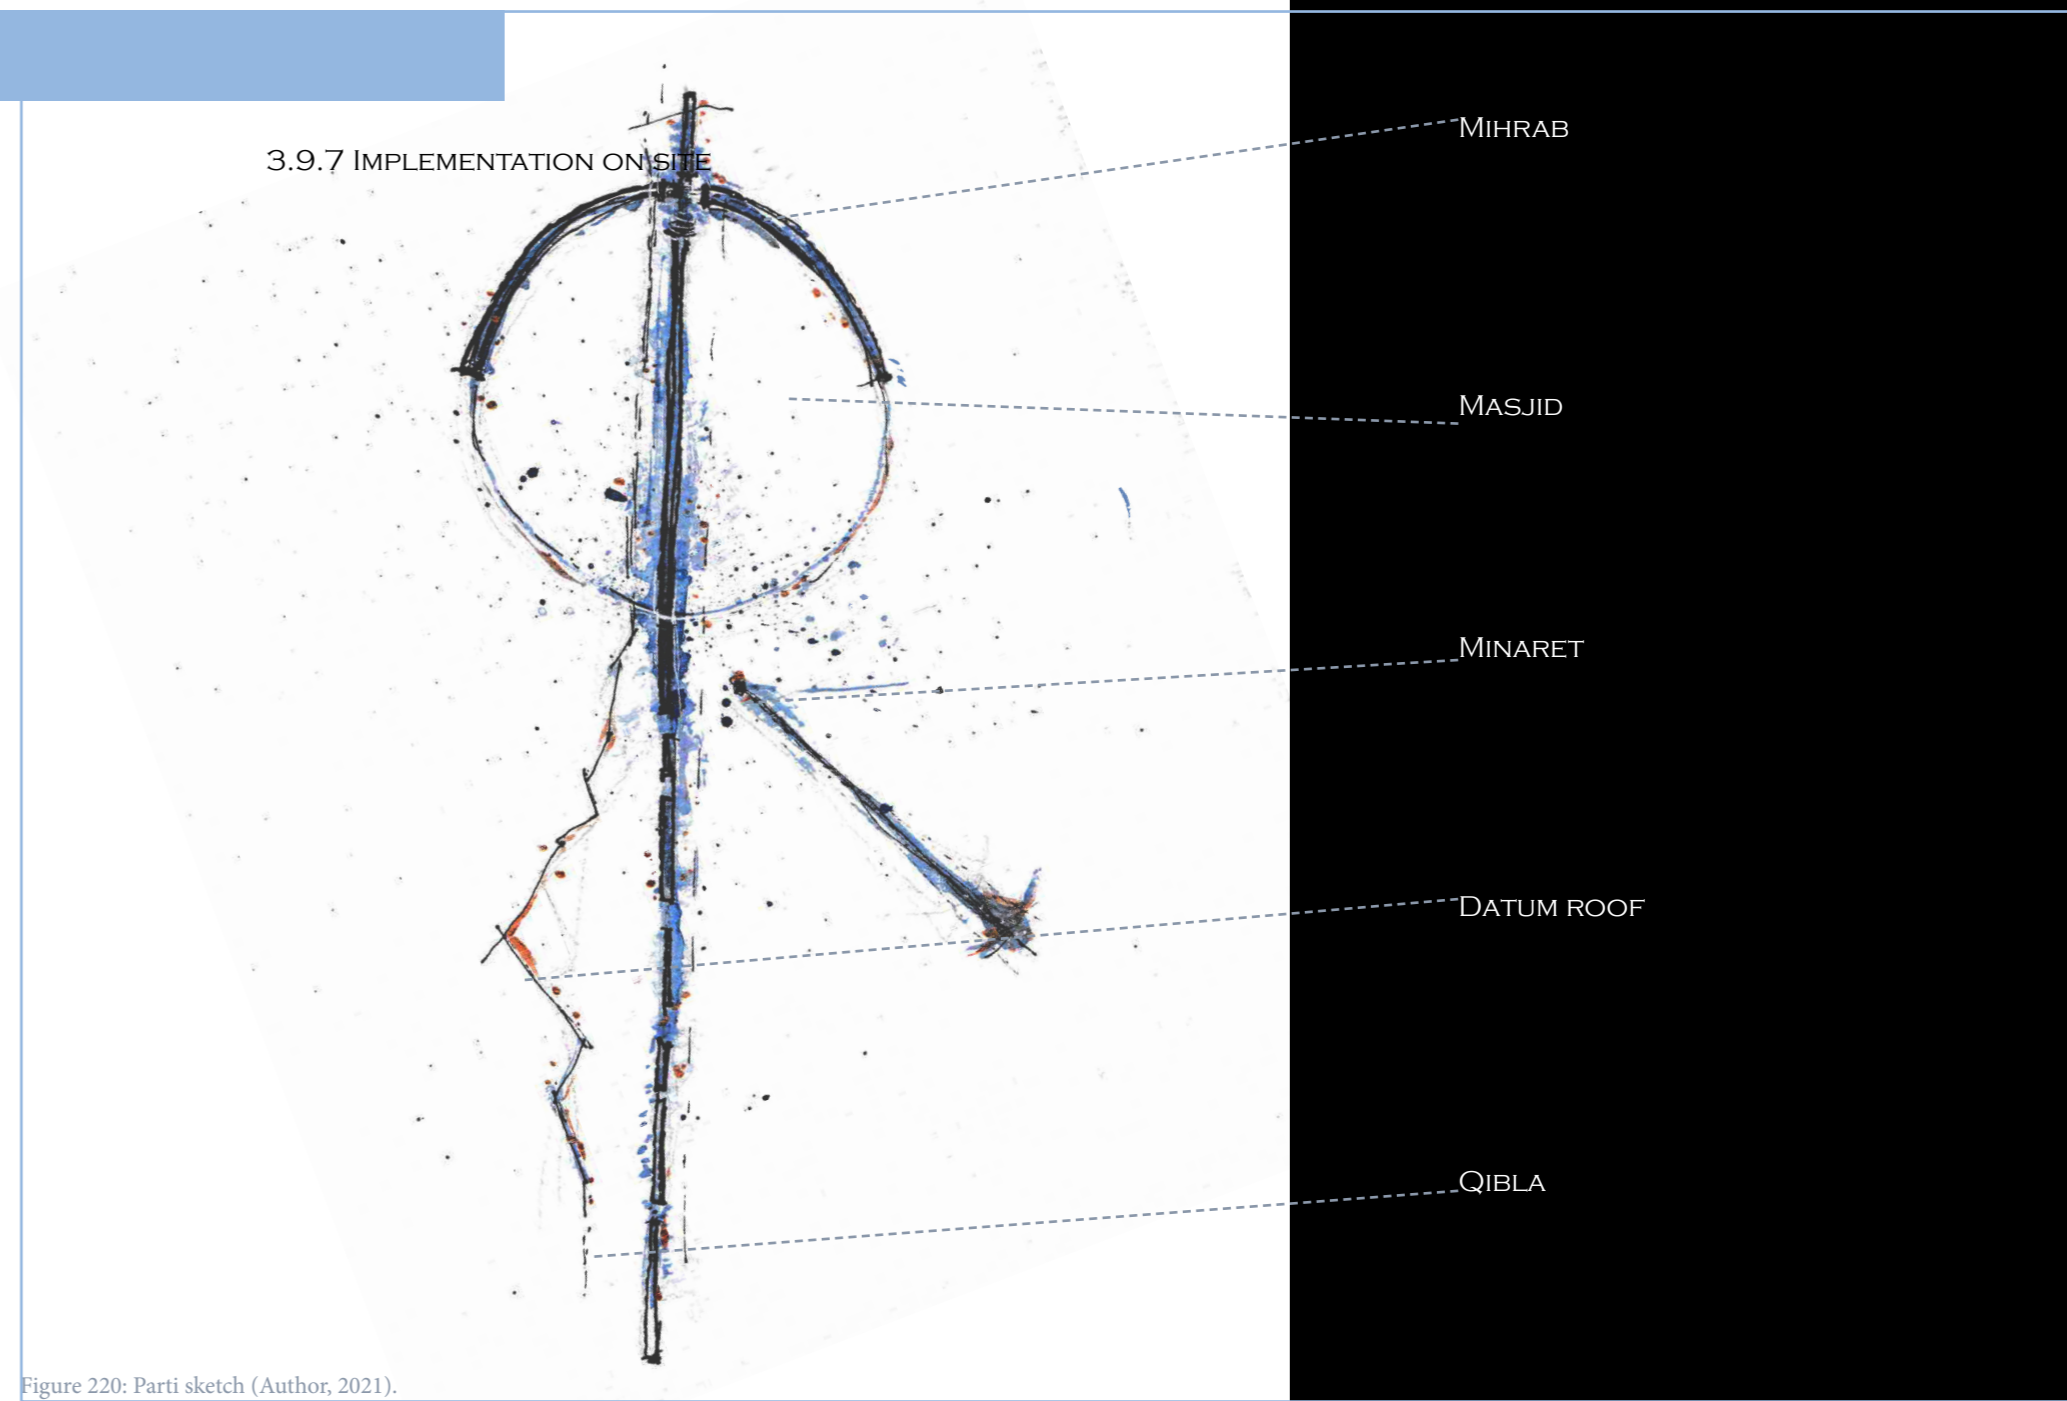 3.9.7 Implementation on site
Mihrab
Masjid
Minaret
Datum roof
Qibla
Figure 220: Parti sketch (Author, 2021).